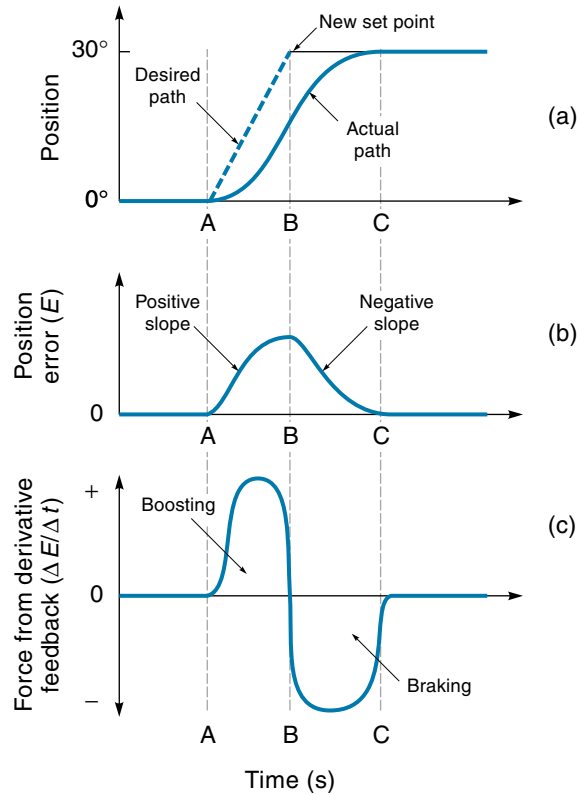 New set point
30°
Desired
path
Position
Actual
path
(a)
0°
A B C
Position
error (E)
Positive
slope
Negative
slope
(b)
0
A B C
Force from derivative
feedback (ΔE/Δt)
+
Boosting
(c)
0
Braking
−
A B C
Time (s)